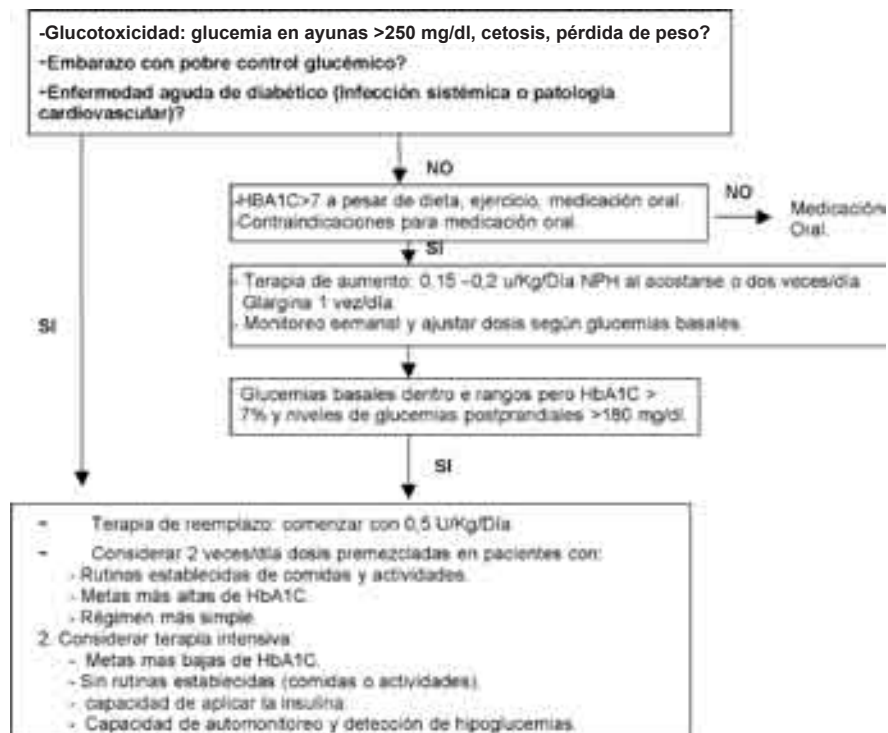 -Glucotoxicidad: glucemia en ayunas >250 mg/dl, cetosis, pérdida de peso?
-Embarazo con pobre control glucémico?
-Enfermedad aguda de diabético (Infección sistémica o patología
cardiovascular)?
NO
-HBA1C>7 a pesar de dieta, ejercicio, medicación oral
-Contraindicaciones para medicación oral.
NO
Medicación
Oral.
SI
- Terapia de aumento: 0,15 –0,2 u/Kg/Día NPH al acostarse o dos veces/día
Glargina 1 vez/día
- Monitoreo semanal y ajustar dosis según glucemias basales.
SI
Glucemias basales dentro e rangos pero HbA1C >
7% y niveles de glucemias postprandiales >180 mg/dl.
SI
- Terapia de reemplazo: comenzar con 0,5 U/Kg/Día
- Considerar 2 veces/día dosis premezcladas en pacientes con:
- Rutinas establecidas de comidas y actividades.
- Metas más altas de HbA1C.
- Régimen más simple.
2. Considerar terapia intensiva:
- Metas mas bajas de HbA1C.
- Sin rutinas establecidas (comidas o actividades).
- capacidad de aplicar la insulina
- Capacidad de automonitoreo y detección de hipoglucemias.